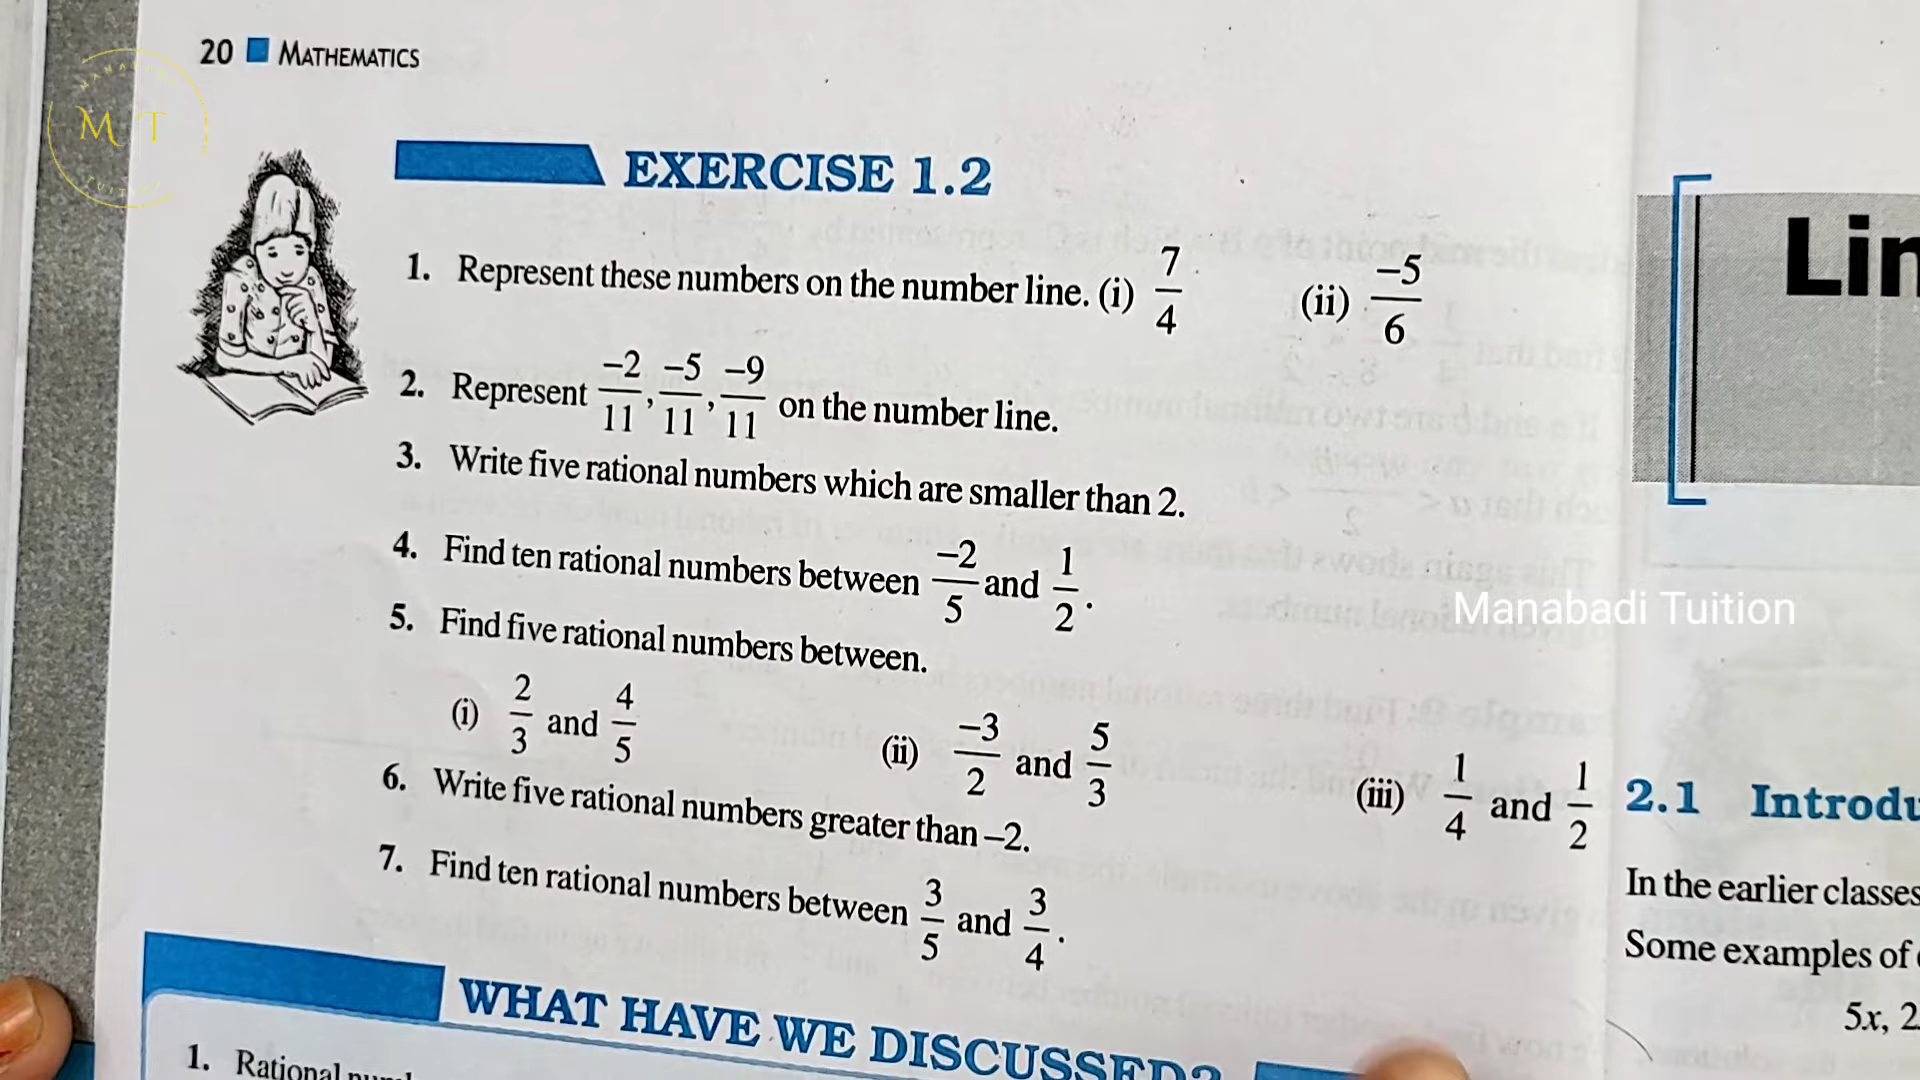 20 MATHEMATICS
M T
EXERCISE 1.2
1. Represent these numbers on the number line. (i) 7/4 (ii) -5/6
2. Represent -2/11, -5/11, -9/11 on the number line.
3. Write five rational numbers which are smaller than 2.
4. Find ten rational numbers between -2/5 and 1/2.
5. Find five rational numbers between.
(i) 2/3 and 4/5 (ii) -3/2 and 5/3 (iii) 1/4 and 1/2
6. Write five rational numbers greater than –2.
7. Find ten rational numbers between 3/5 and 3/4.
WHAT HAVE WE DISCUSSED?
1. Rational
Manabadi Tuition
Lin
2.1 Introdu
In the earlier classes
Some examples of
5x, 2